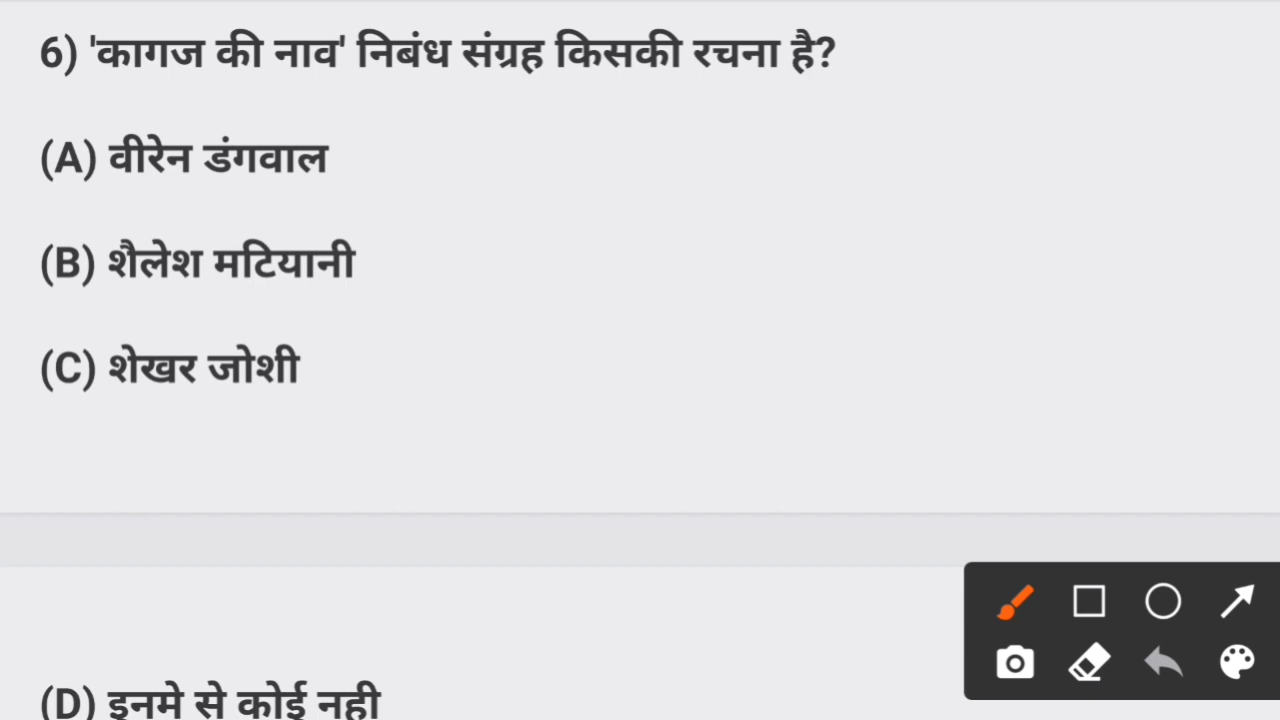 6) 'कागज की नाव' निबंध संग्रह किसकी रचना है?
(A) वीरेन डंगवाल
(B) शैलेश मटियानी
(C) शेखर जोशी
(D) इनमे से कोई नही